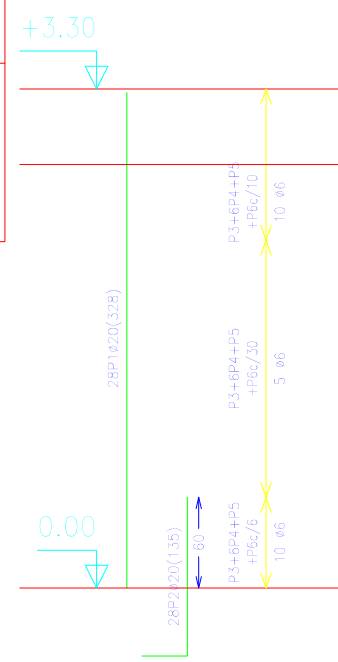 +3.30
P3+6P4+P5
+P6c/10
10 ø6
28P1ø20(328)
P3+6P4+P5
+P6c/30
5 ø6
0.00
28P2ø20(135)
60
P3+6P4+P5
+P6c/6
10 ø6